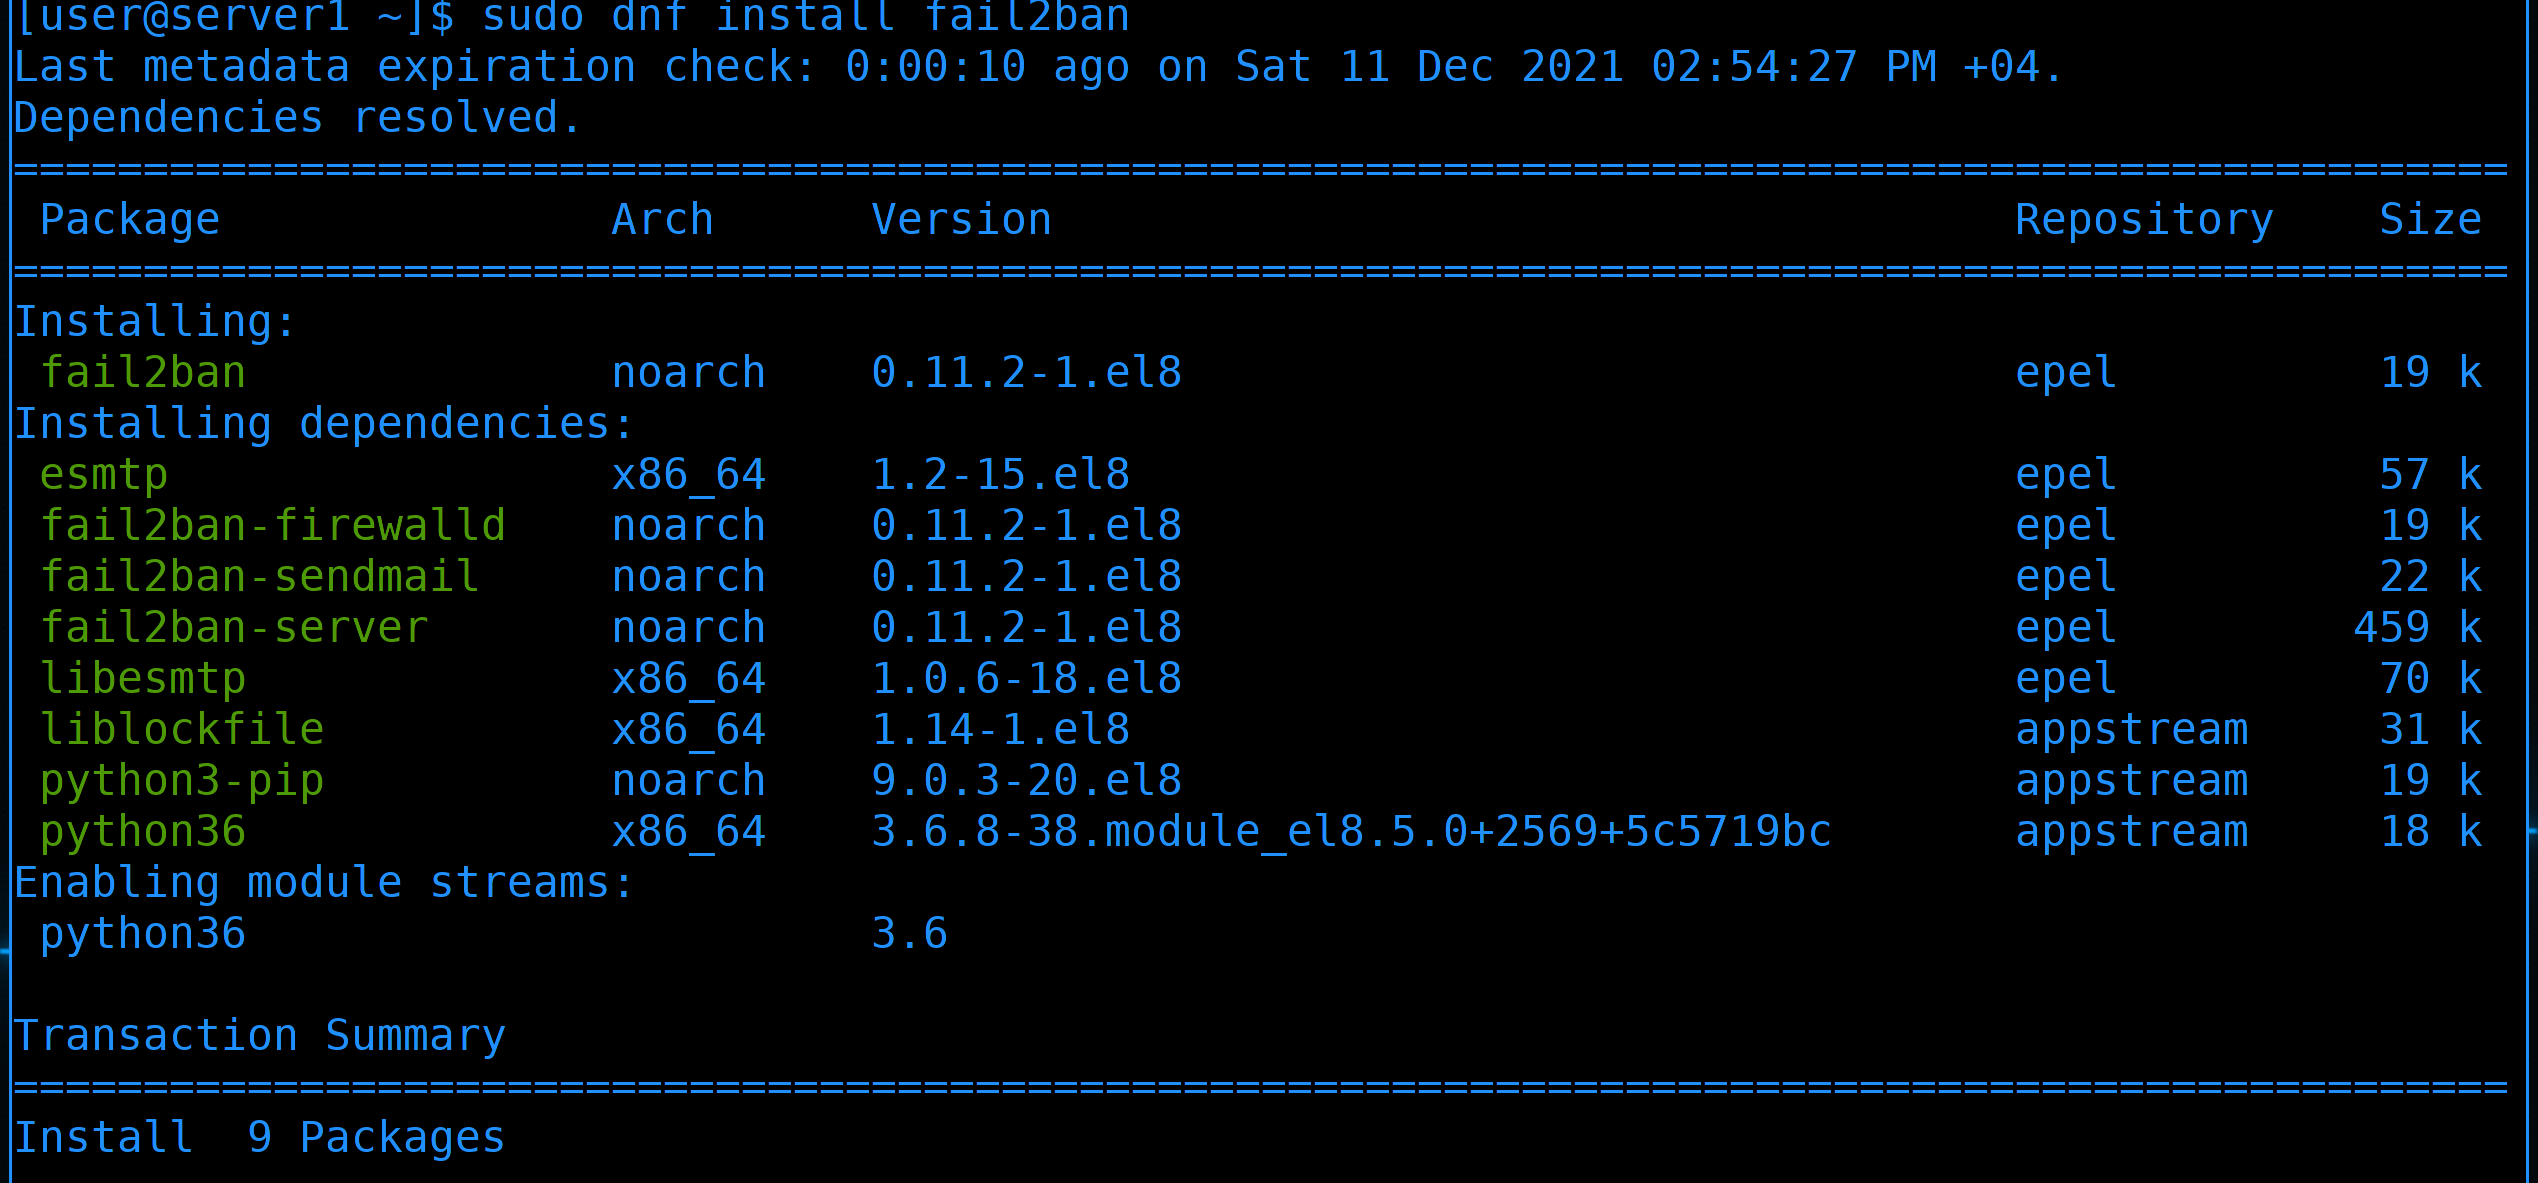 [user@server1 ~]$ sudo dnf install fail2ban
Last metadata expiration check: 0:00:10 ago on Sat 11 Dec 2021 02:54:27 PM +04.
Dependencies resolved.
================================================================================================
 Package               Arch      Version                                     Repository    Size
================================================================================================
Installing:
 fail2ban              noarch    0.11.2-1.el8                                epel          19 k
Installing dependencies:
 esmtp                 x86_64    1.2-15.el8                                  epel          57 k
 fail2ban-firewalld    noarch    0.11.2-1.el8                                epel          19 k
 fail2ban-sendmail     noarch    0.11.2-1.el8                                epel          22 k
 fail2ban-server       noarch    0.11.2-1.el8                                epel         459 k
 libesmtp              x86_64    1.0.6-18.el8                                epel          70 k
 liblockfile           x86_64    1.14-1.el8                                  appstream     31 k
 python3-pip           noarch    9.0.3-20.el8                                appstream     19 k
 python36              x86_64    3.6.8-38.module_el8.5.0+2569+5c5719bc       appstream     18 k
Enabling module streams:
 python36                        3.6
Transaction Summary
================================================================================================
Install  9 Packages